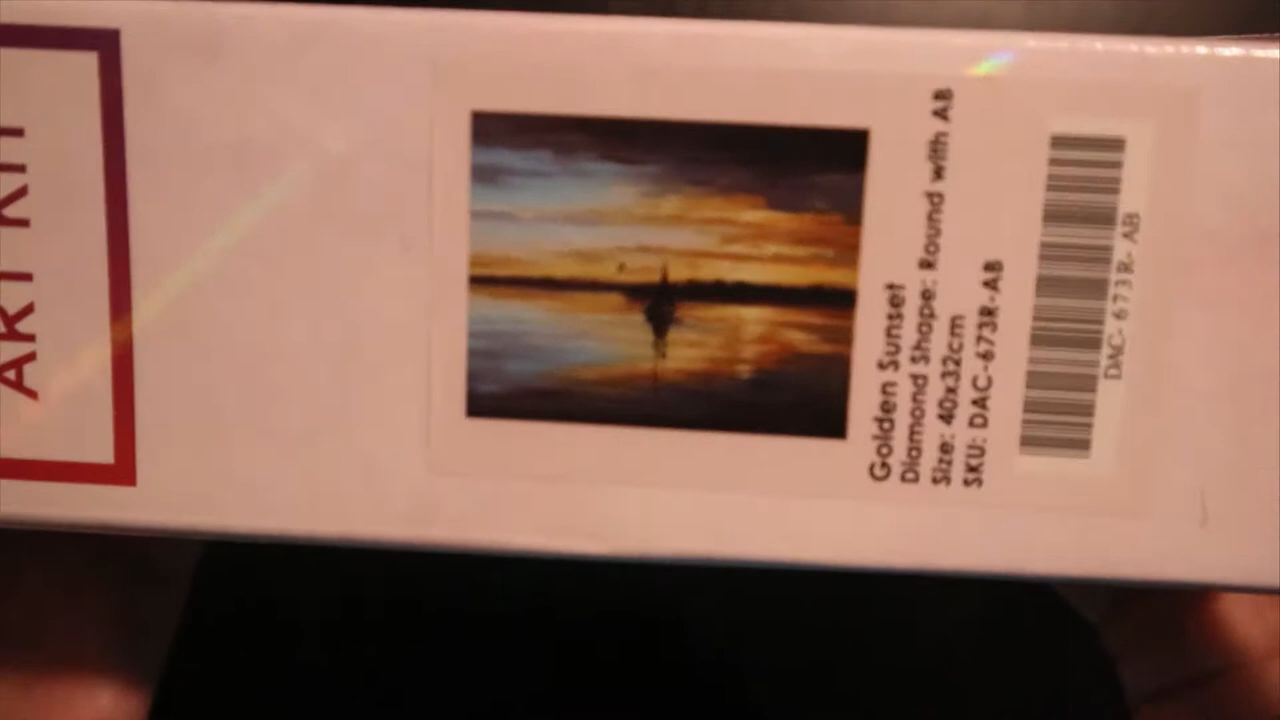 ART KIT
Golden Sunset
Diamond Shape: Round with AB
Size: 40x32cm
SKU: DAC-673R-AB
DAC- 673R- AB